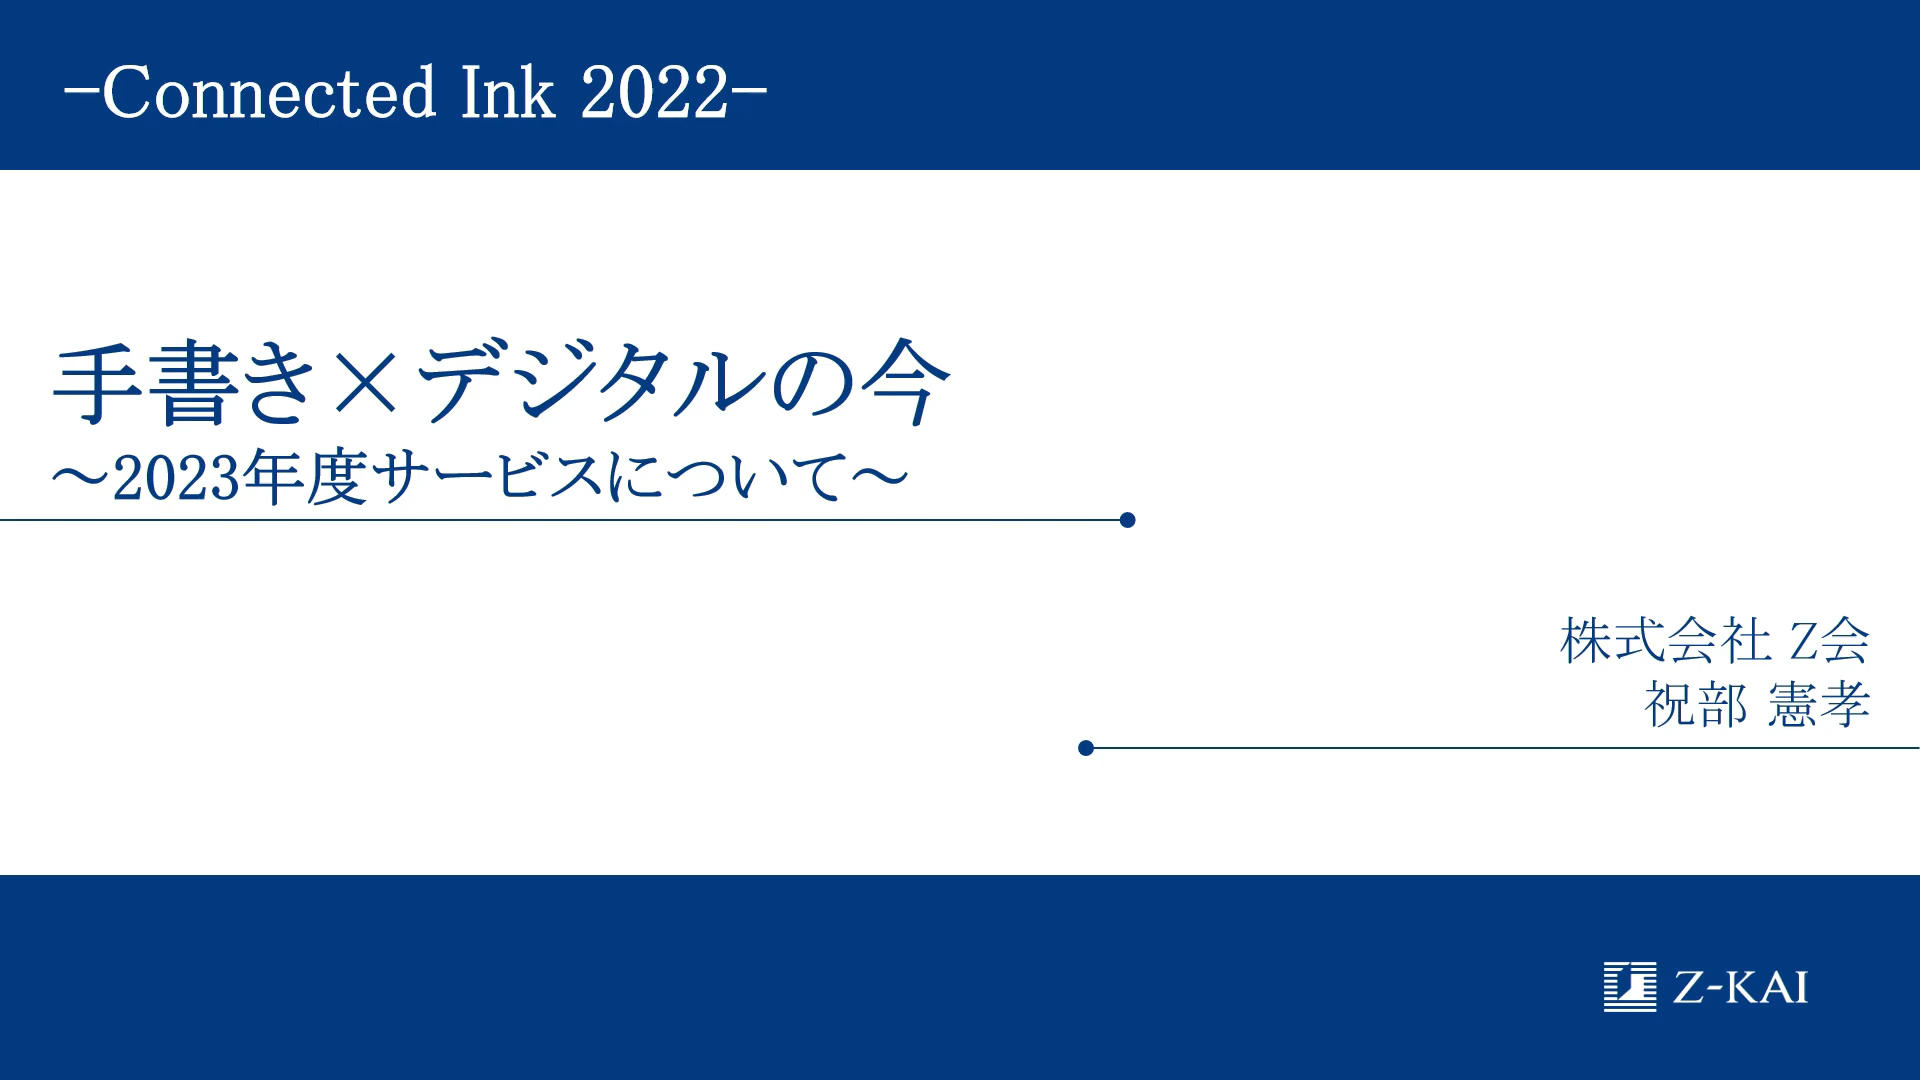 −Connected Ink 2022−
手書き×デジタルの今
～2023年度サービスについて～
株式会社 Z会
祝部 憲孝
Z-KAI